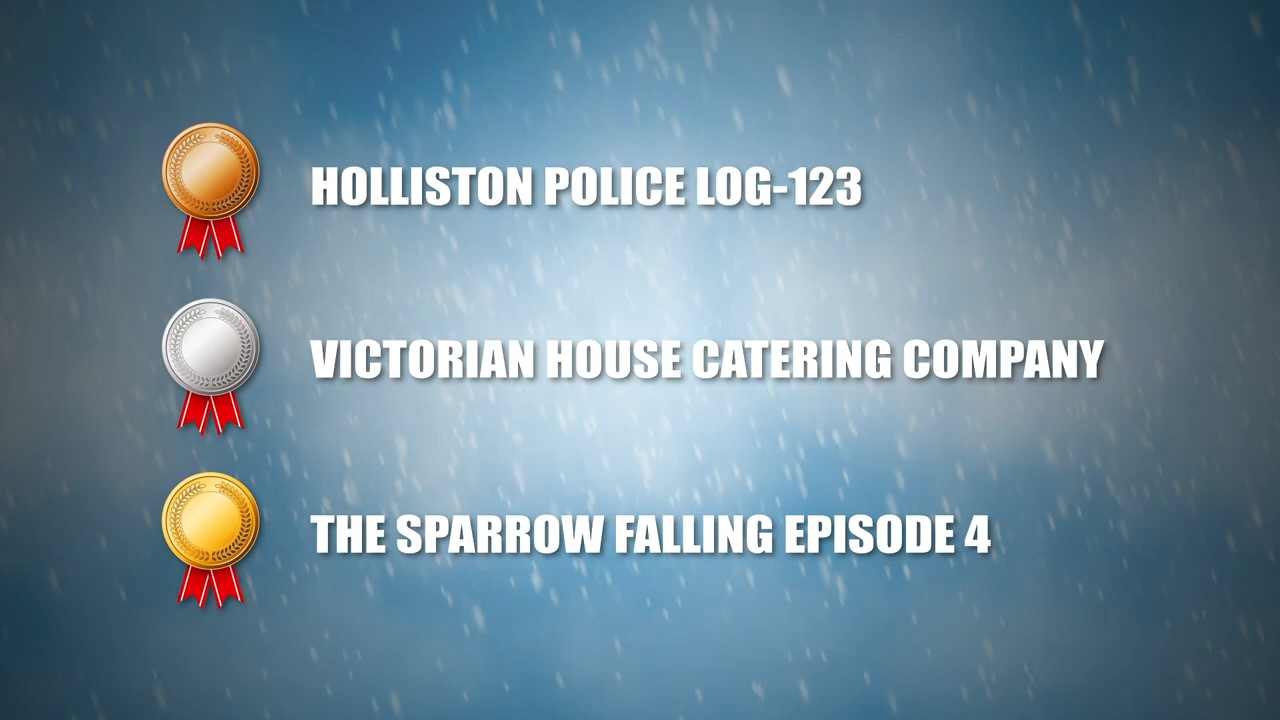 HOLLISTON POLICE LOG-123
VICTORIAN HOUSE CATERING COMPANY
THE SPARROW FALLING EPISODE 4